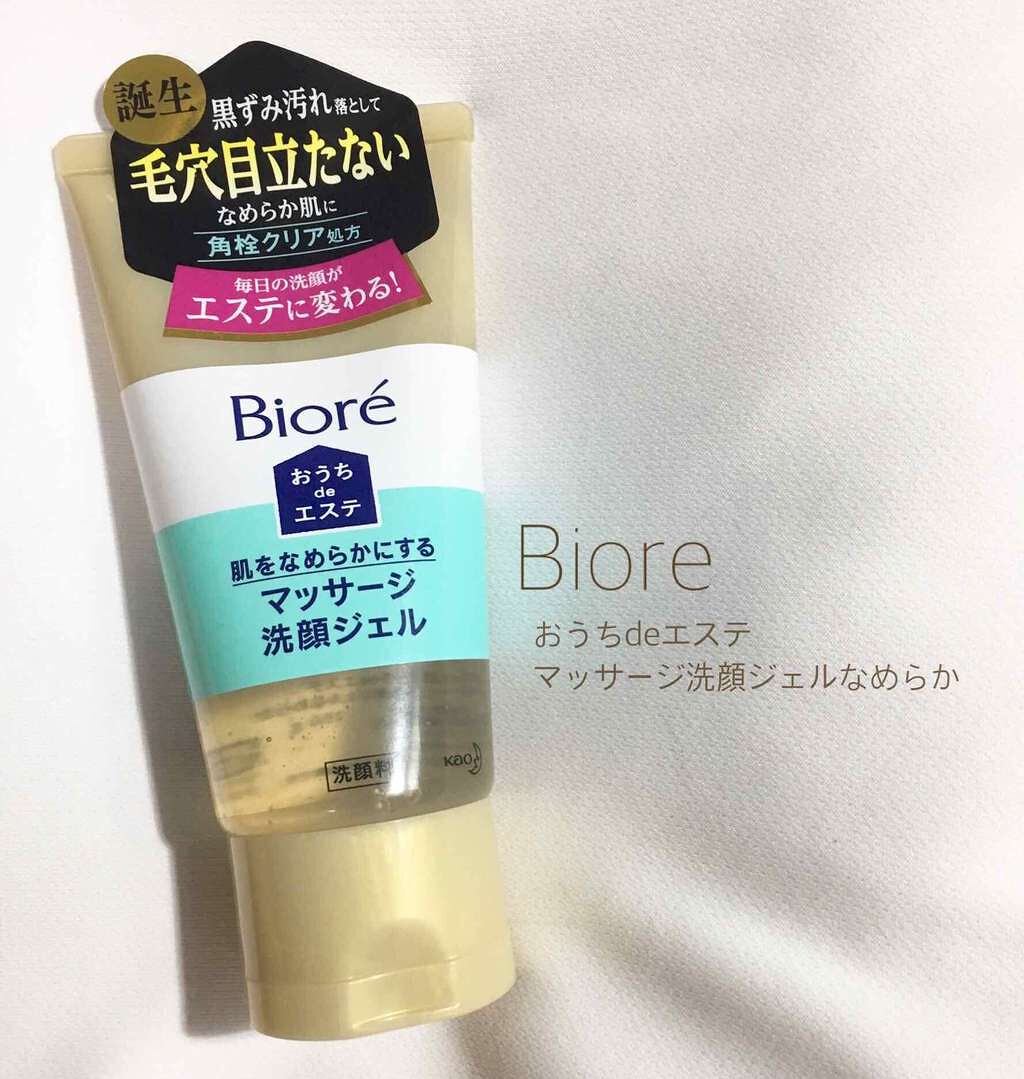 誕生
黒ずみ汚れ落として
毛穴目立たない
なめらか肌に
角栓クリア処方
毎日の洗顔が
エステに変わる!
Bioré
おうち
de
エステ
肌をなめらかにする
マッサージ
洗顔ジェル
洗顔料
Kao
Biore
おうちdeエステ
マッサージ洗顔ジェルなめらか